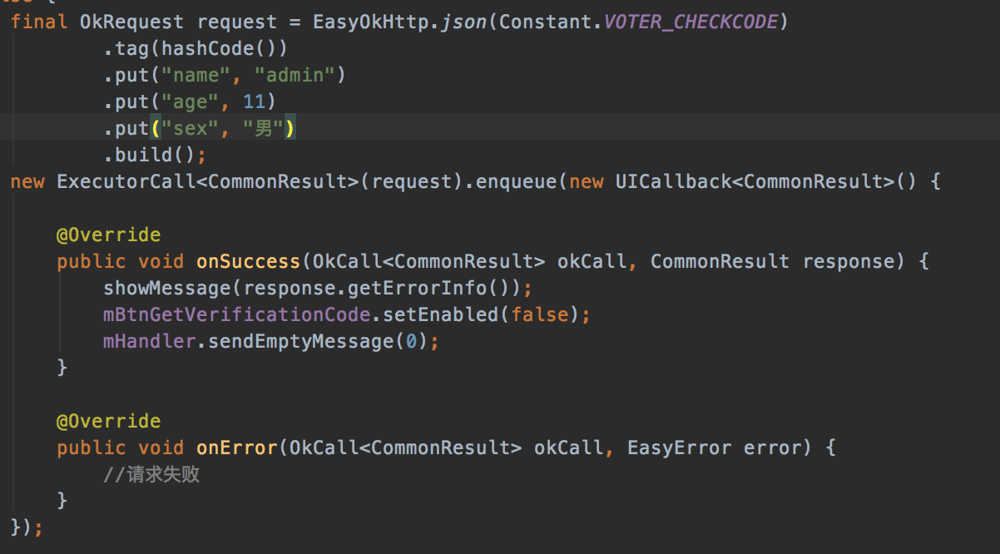 else {
final OkRequest request = EasyOkHttp.json(Constant.VOTER_CHECKCODE)
.tag(hashCode())
.put("name", "admin")
.put("age", 11)
.put("sex", "男")
.build();
new ExecutorCall<CommonResult>(request).enqueue(new UICallback<CommonResult>() {
@Override
public void onSuccess(OkCall<CommonResult> okCall, CommonResult response) {
showMessage(response.getErrorInfo());
mBtnGetVerificationCode.setEnabled(false);
mHandler.sendEmptyMessage(0);
}
@Override
public void onError(OkCall<CommonResult> okCall, EasyError error) {
//请求失败
}
});